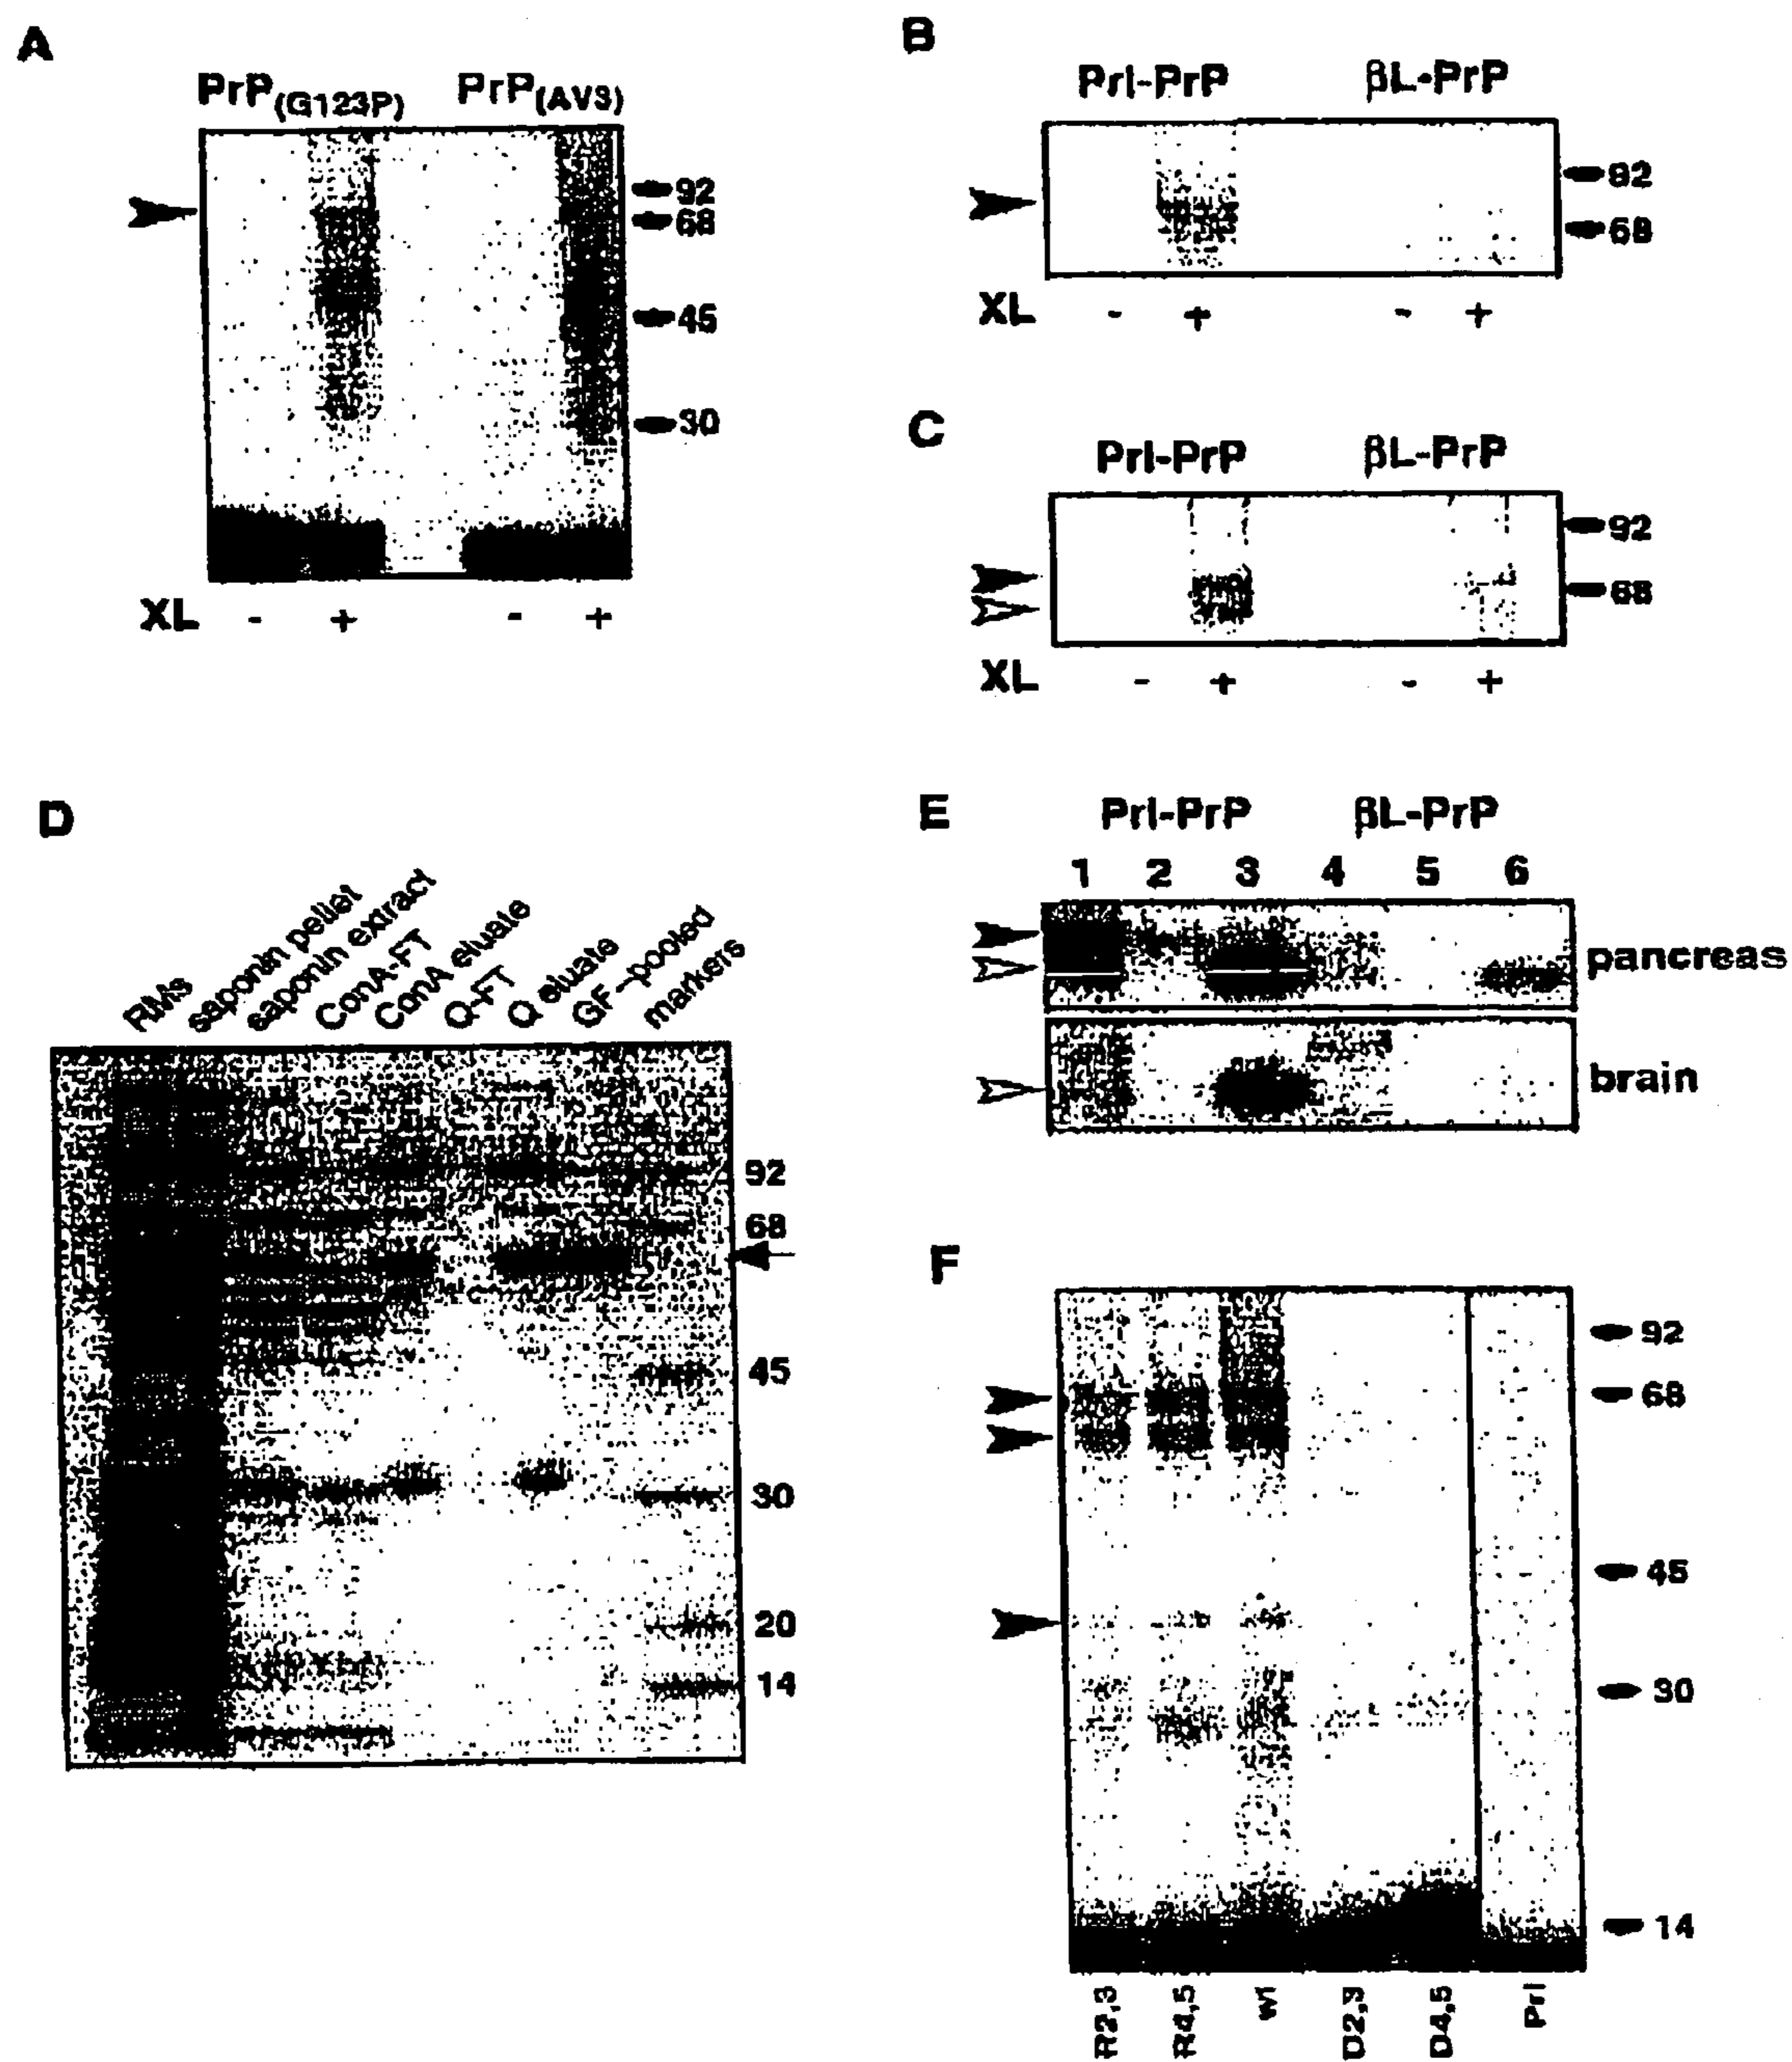 A
PrP(G123P) PrP(AV3)
92
68
45
30
XL - + - +
B
Prl-PrP βL-PrP
92
68
XL - + - +
C
Prl-PrP βL-PrP
92
68
XL - + - +
D
RMs
saponin pellet
saponin extract
ConA-FT
ConA eluate
Q-FT
Q eluate
GF-pooled
markers
92
68
45
30
20
14
E
Prl-PrP βL-PrP
1 2 3 4 5 6
pancreas
brain
F
92
68
45
30
14
R2,3 R4,5 wt D2,3 D4,5 Prl